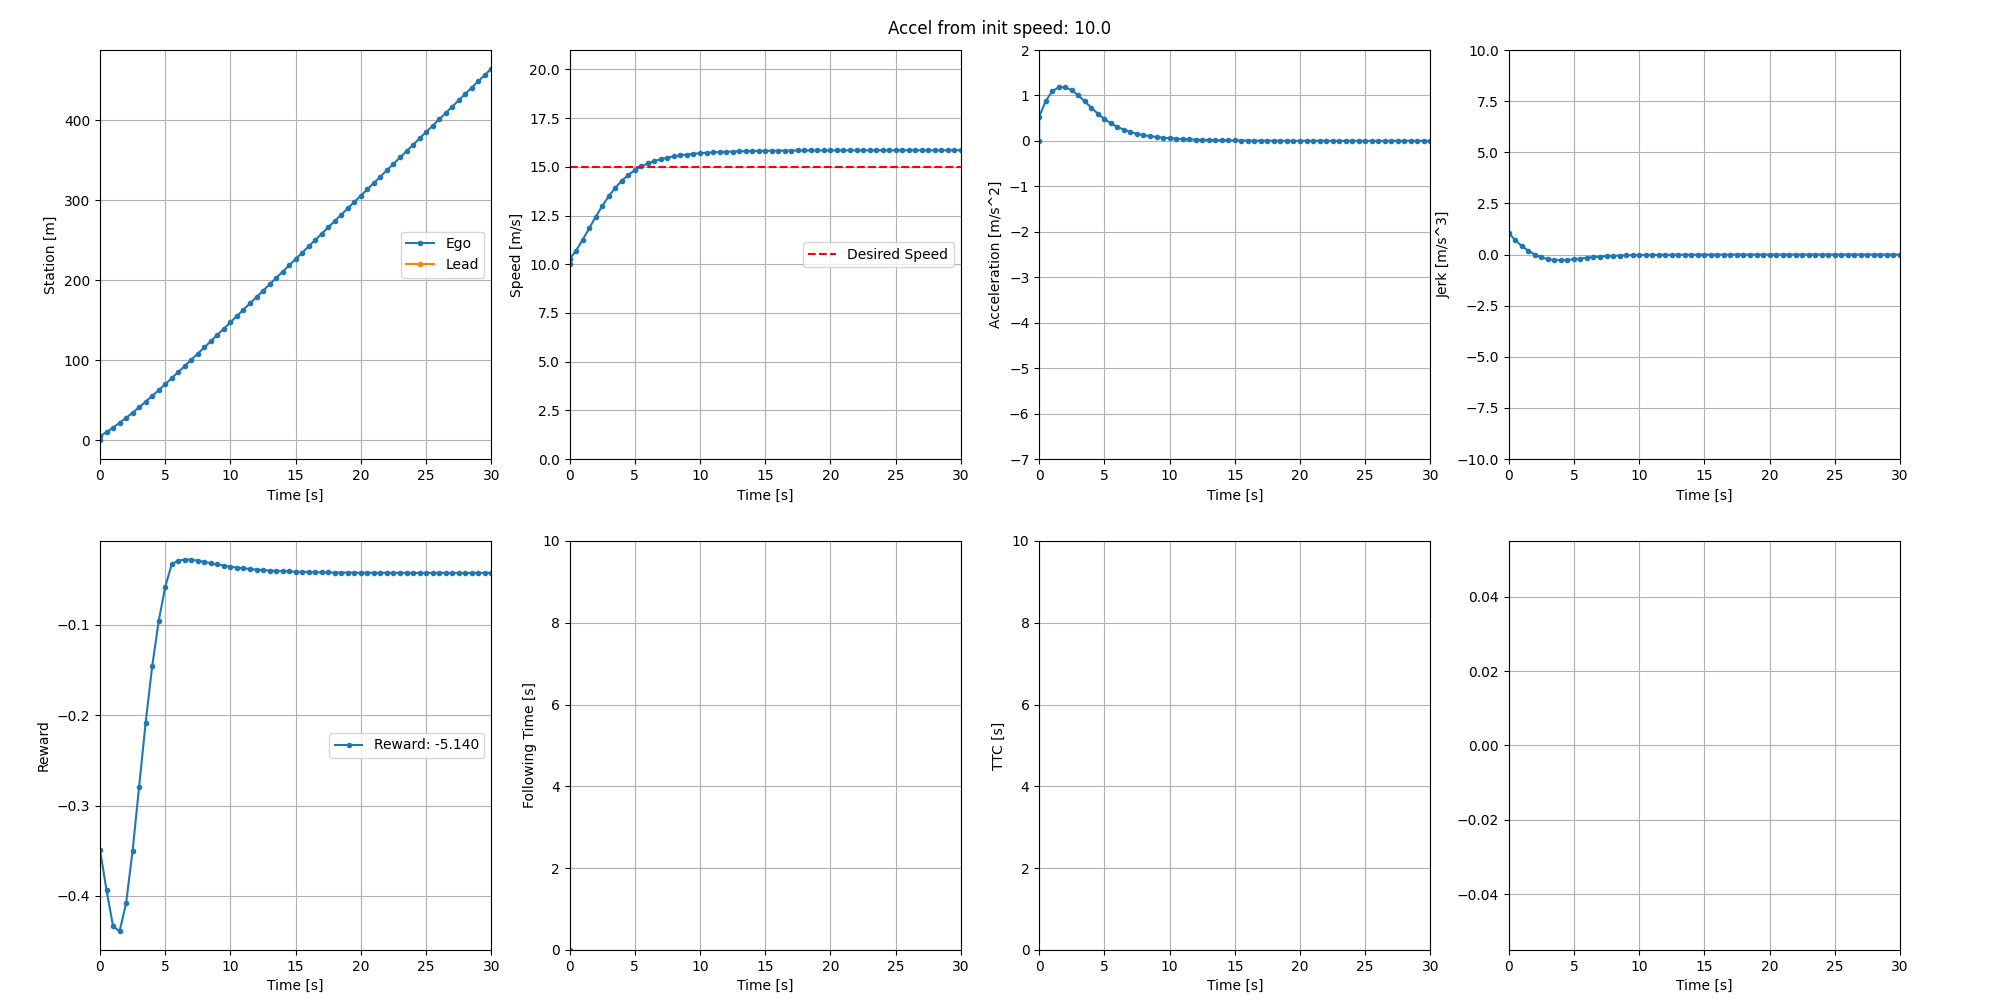 Accel from init speed: 10.0
Station [m]
400
300
200
100
0
Ego
Lead
0 5 10 15 20 25 30
Time [s]
Speed [m/s]
20.0
17.5
15.0
12.5
10.0
7.5
5.0
2.5
0.0
Desired Speed
0 5 10 15 20 25 30
Time [s]
Acceleration [m/s^2]
2
1
0
−1
−2
−3
−4
−5
−6
−7
0 5 10 15 20 25 30
Time [s]
Jerk [m/s^3]
10.0
7.5
5.0
2.5
0.0
−2.5
−5.0
−7.5
−10.0
0 5 10 15 20 25 30
Time [s]
Reward
−0.1
−0.2
−0.3
−0.4
Reward: -5.140
0 5 10 15 20 25 30
Time [s]
Following Time [s]
10
8
6
4
2
0
0 5 10 15 20 25 30
Time [s]
TTC [s]
10
8
6
4
2
0
0 5 10 15 20 25 30
Time [s]
0.04
0.02
0.00
−0.02
−0.04
0 5 10 15 20 25 30
Time [s]